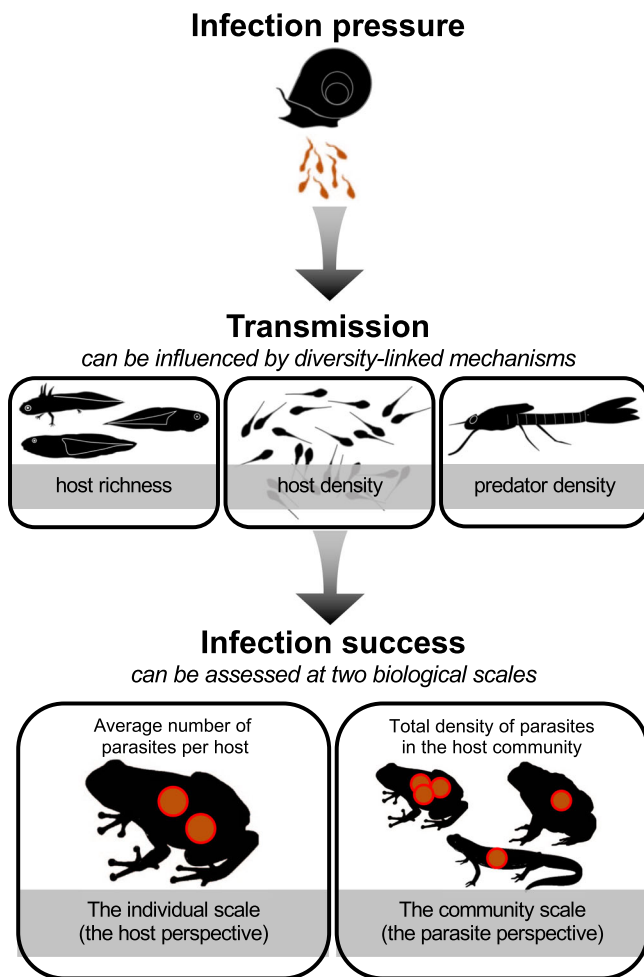 Infection pressure
Transmission
can be influenced by diversity-linked mechanisms
host richness
host density
predator density
Infection success
can be assessed at two biological scales
Average number of
parasites per host
The individual scale
(the host perspective)
Total density of parasites
in the host community
The community scale
(the parasite perspective)